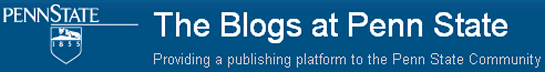 PENNSTATE
1855
The Blogs at Penn State
Providing a publishing platform to the Penn State Community